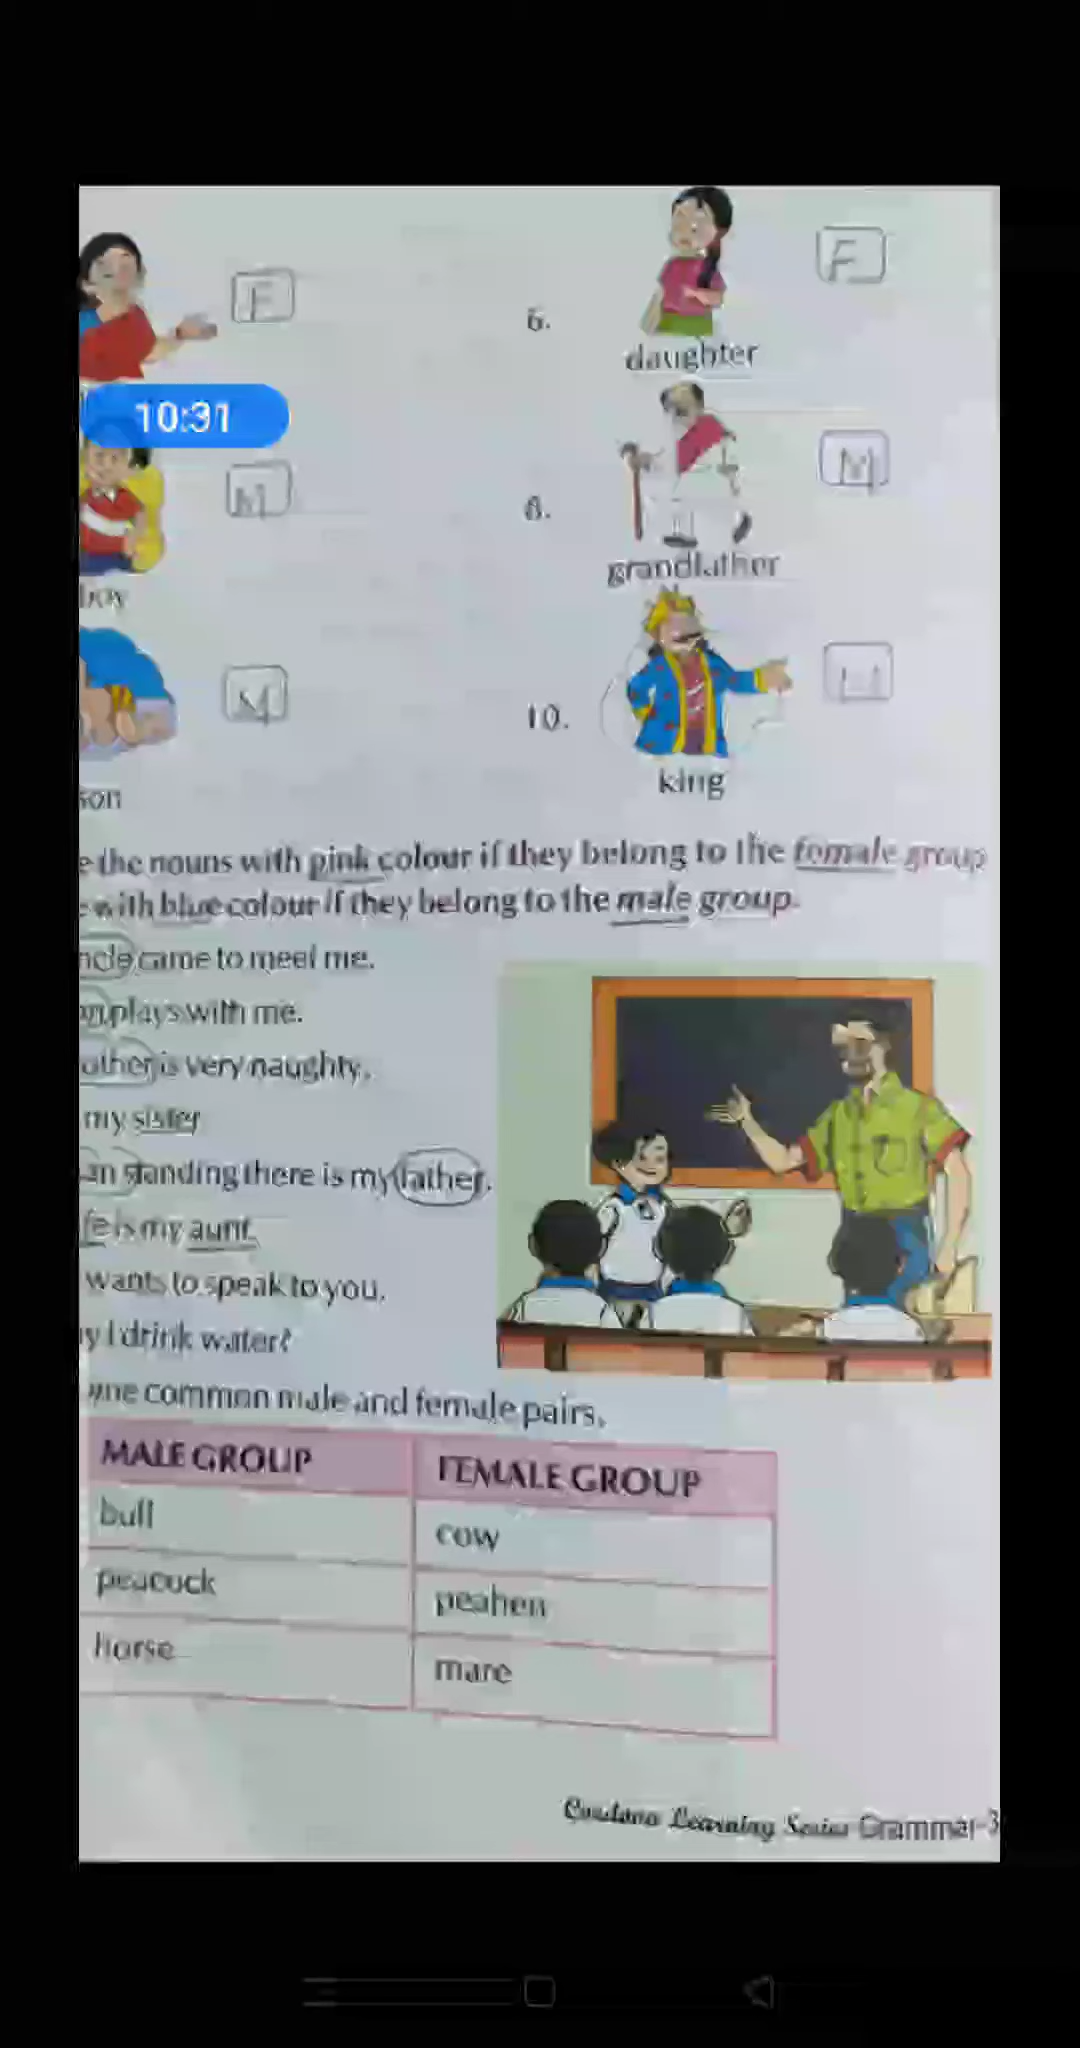 F
F
6.
daughter
10:31
M
M
8.
grandfather
boy
M
10.
son
king
the nouns with pink colour if they belong to the female group
with blue colour if they belong to the male group.
came to meet me.
plays with me.
is very naughty.
my sister
standing there is my father.
is my aunt.
wants to speak to you.
I drink water?
common male and female pairs.
MALE GROUP FEMALE GROUP
bull cow
peacock peahen
horse mare
Learning Series Grammar-3